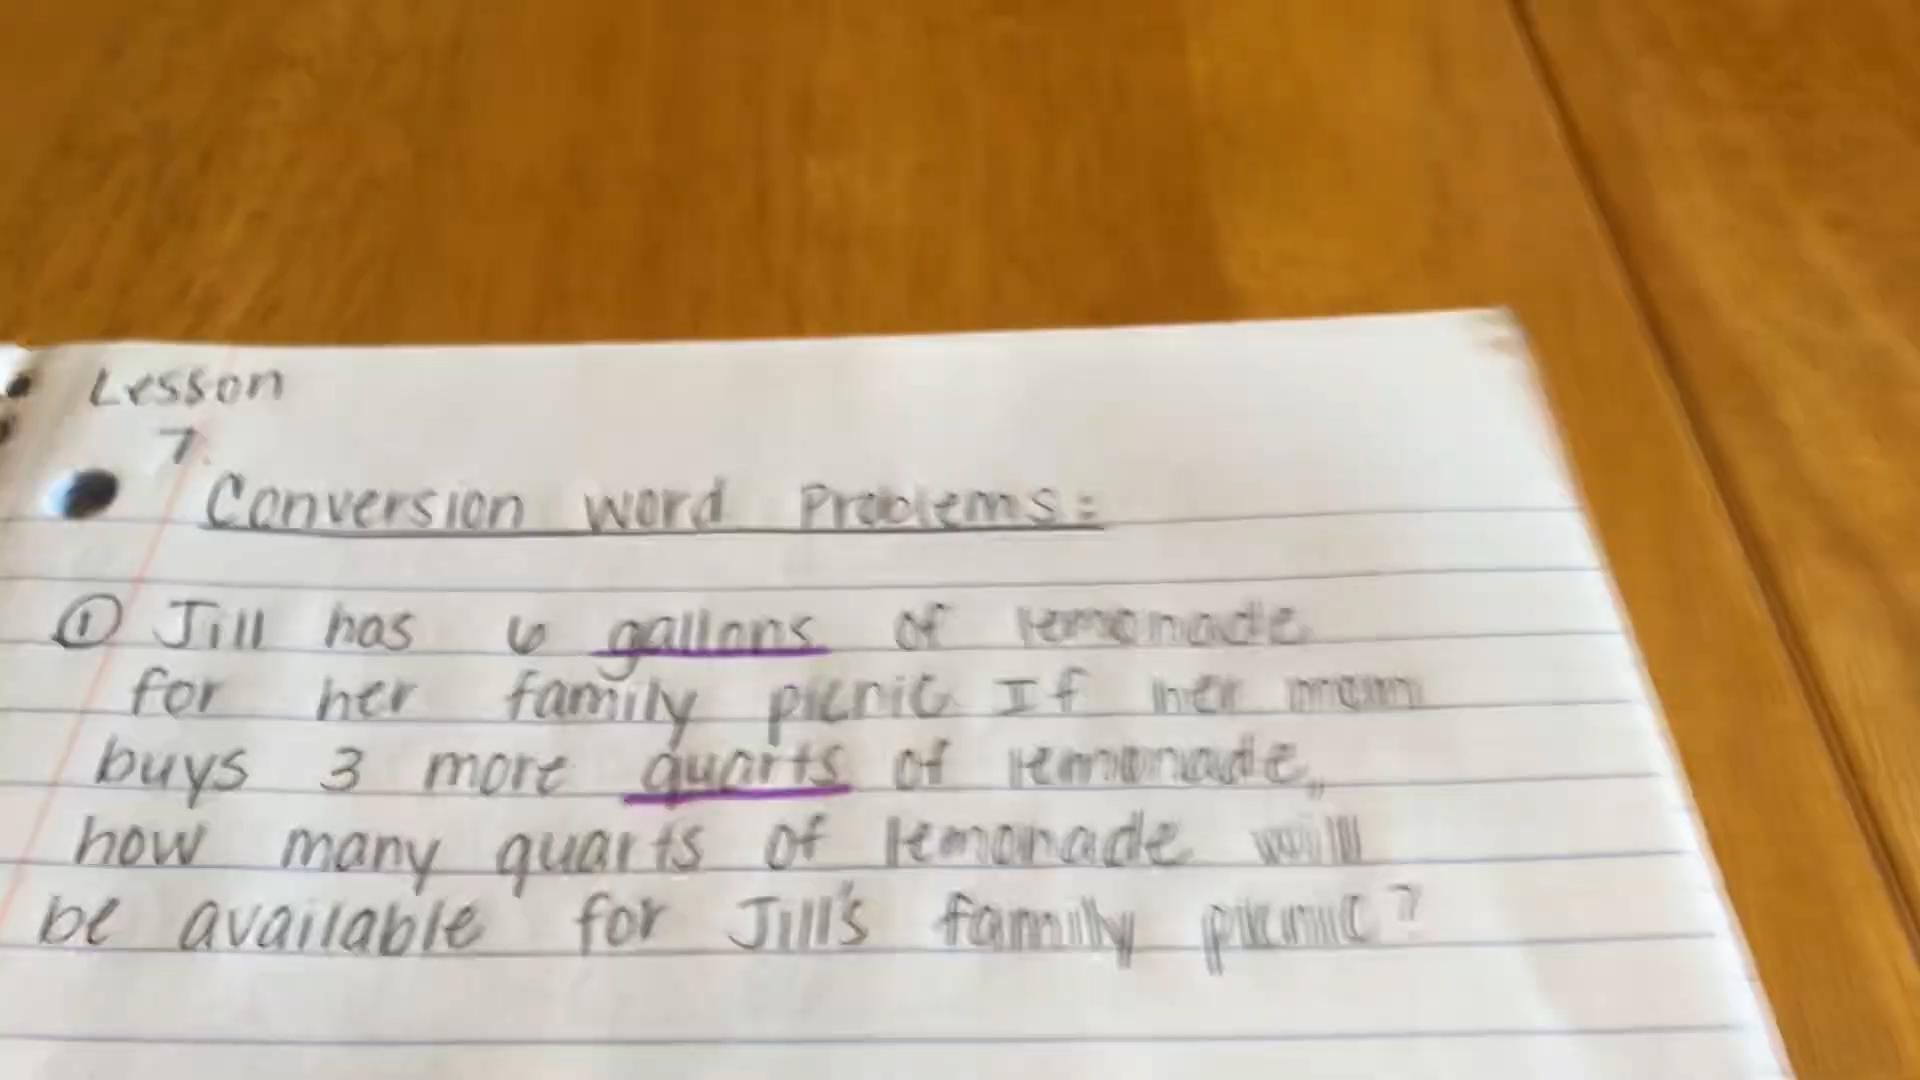 Lesson
7.
Conversion word Problems:
① Jill has 6 gallons of lemonade
for her family picnic If her mom
buys 3 more quarts of lemonade,
how many quarts of lemonade will
be available for Jill's family picnic?